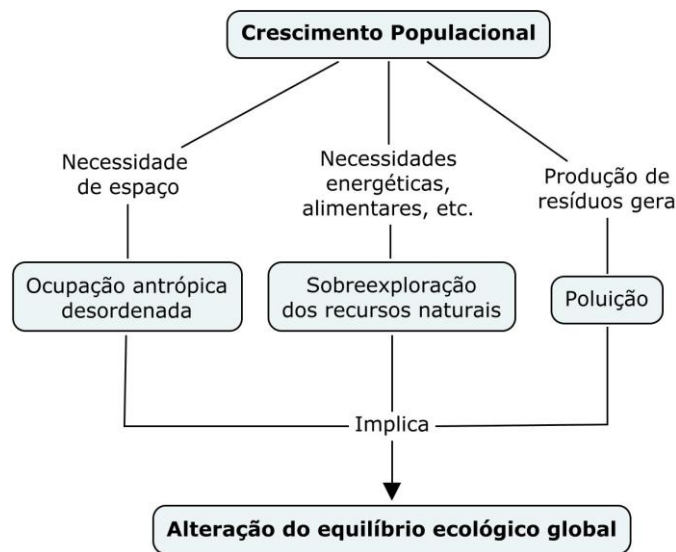 Crescimento Populacional
Necessidade
de espaço
Necessidades
energéticas,
alimentares, etc.
Produção de
resíduos gera
Ocupação antrópica
desordenada
Sobreexploração
dos recursos naturais
Poluição
Implica
Alteração do equilíbrio ecológico global